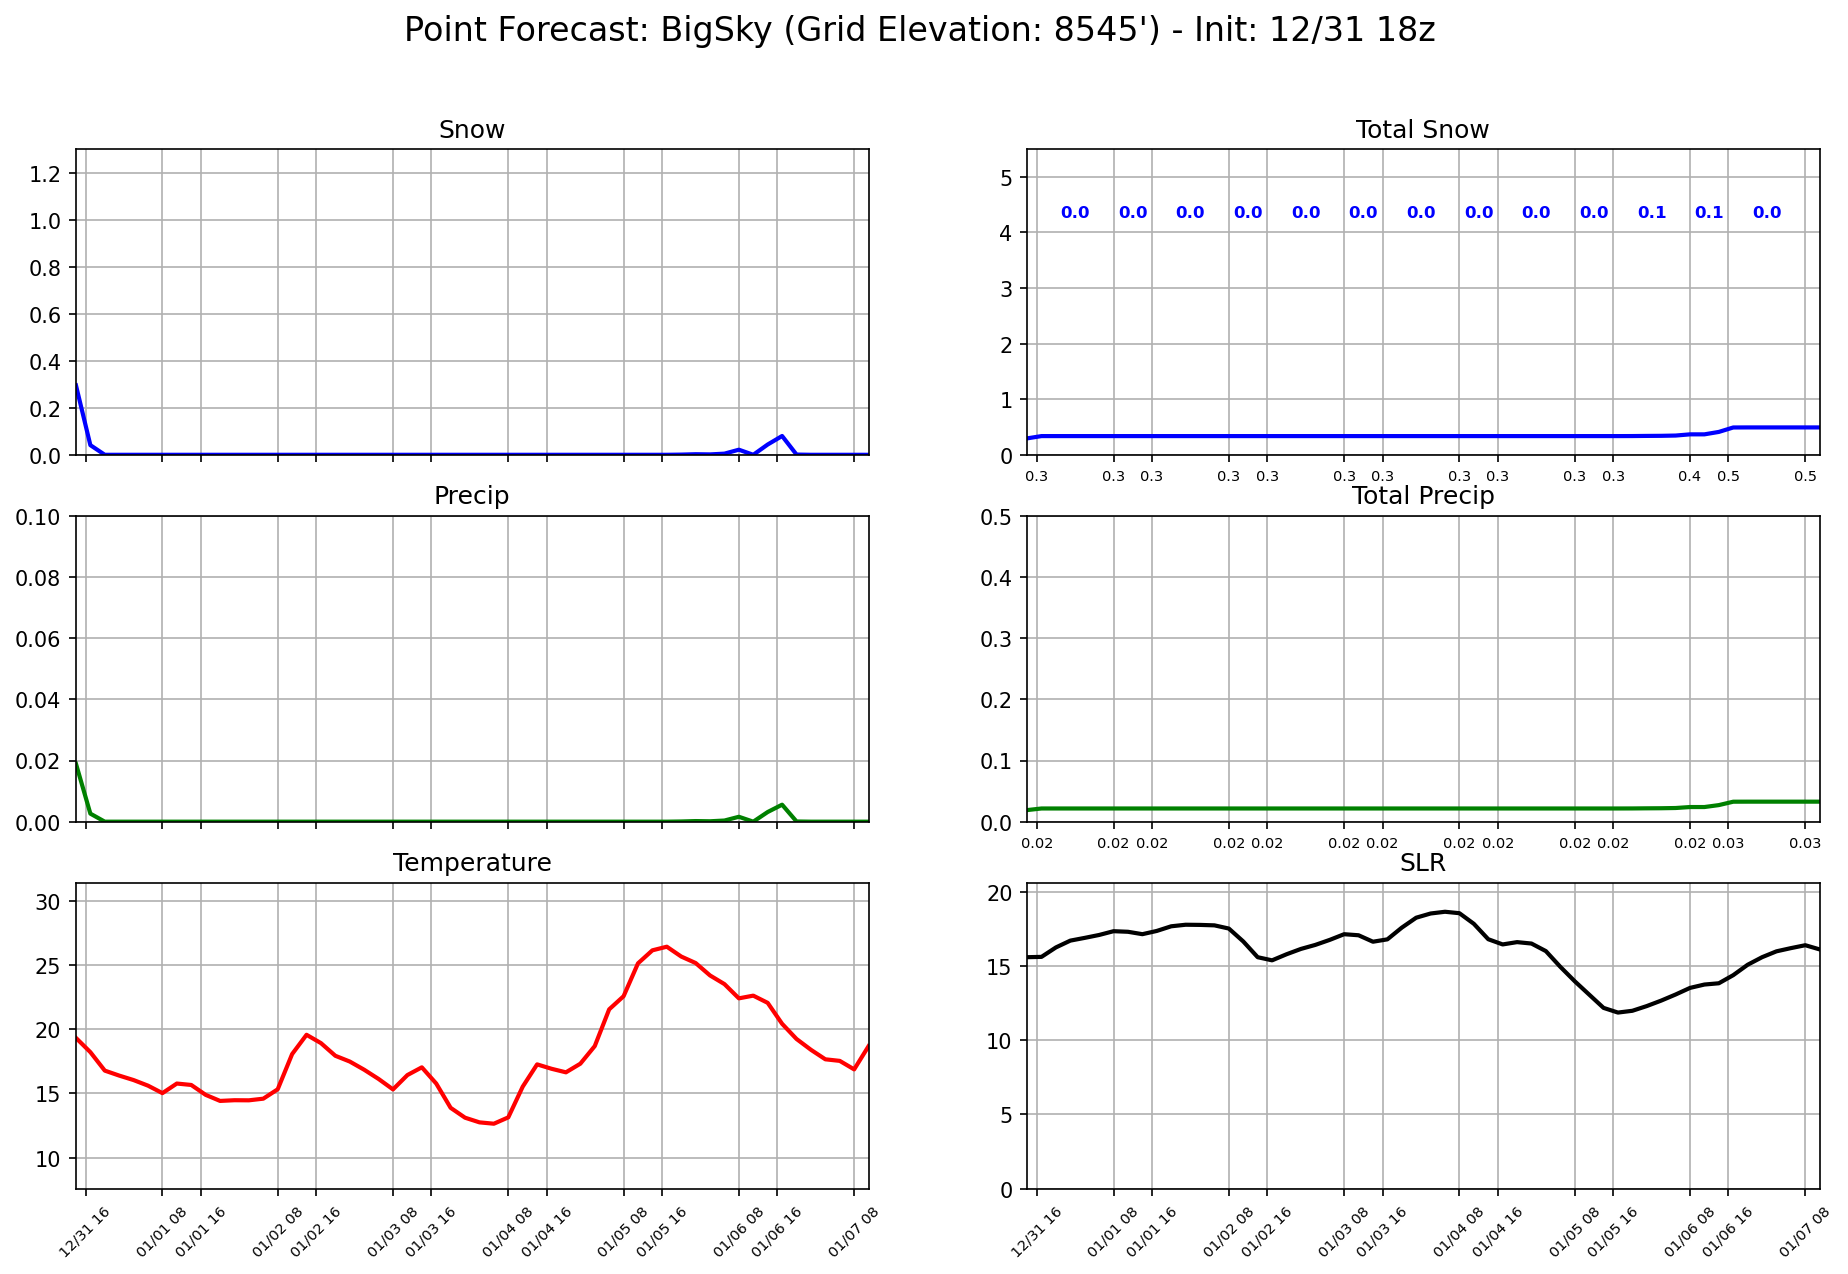 Point Forecast: BigSky (Grid Elevation: 8545') - Init: 12/31 18z
Snow
1.2
1.0
0.8
0.6
0.4
0.2
0.0
Total Snow
5
4
3
2
1
0
0.0 0.0 0.0 0.0 0.0 0.0 0.0 0.0 0.0 0.0 0.1 0.1 0.0
0.3 0.3 0.3 0.3 0.3 0.3 0.3 0.3 0.3 0.3 0.3 0.4 0.5 0.5
Precip
0.10
0.08
0.06
0.04
0.02
0.00
Total Precip
0.5
0.4
0.3
0.2
0.1
0.0
0.02 0.02 0.02 0.02 0.02 0.02 0.02 0.02 0.02 0.02 0.02 0.02 0.03 0.03
Temperature
30
25
20
15
10
12/31 16 01/01 08 01/01 16 01/02 08 01/02 16 01/03 08 01/03 16 01/04 08 01/04 16 01/05 08 01/05 16 01/06 08 01/06 16 01/07 08
SLR
20
15
10
5
0
12/31 16 01/01 08 01/01 16 01/02 08 01/02 16 01/03 08 01/03 16 01/04 08 01/04 16 01/05 08 01/05 16 01/06 08 01/06 16 01/07 08